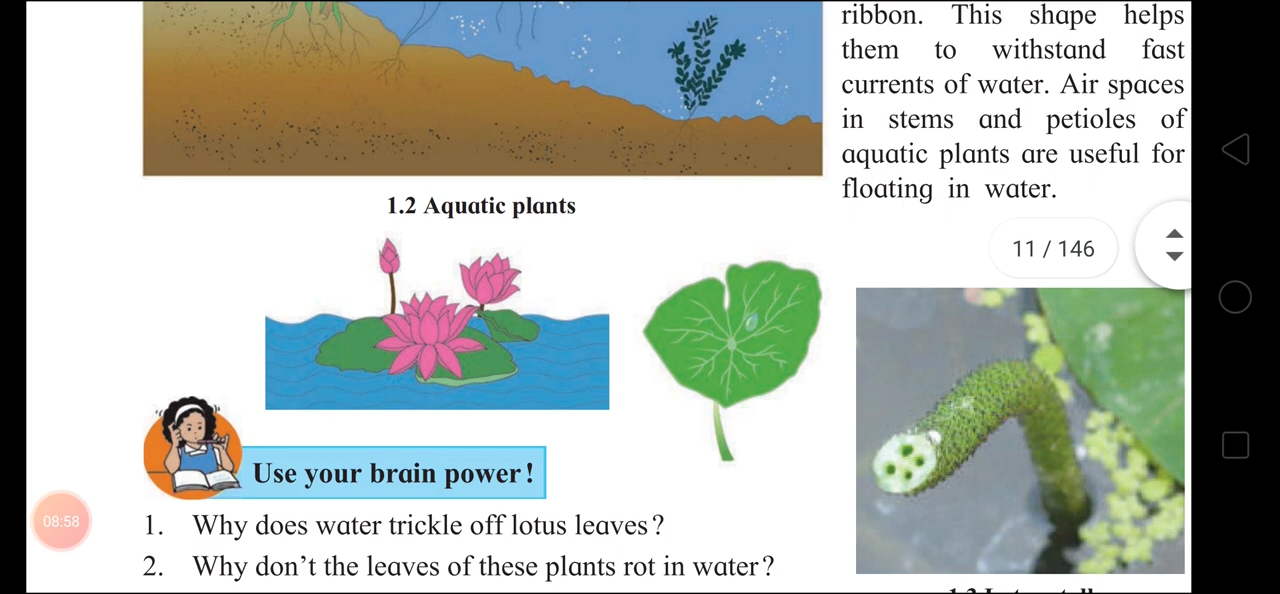 ribbon. This shape helps
them to withstand fast
currents of water. Air spaces
in stems and petioles of
aquatic plants are useful for
floating in water.
1.2 Aquatic plants
11 / 146
Use your brain power!
08:58
1. Why does water trickle off lotus leaves?
2. Why don't the leaves of these plants rot in water?